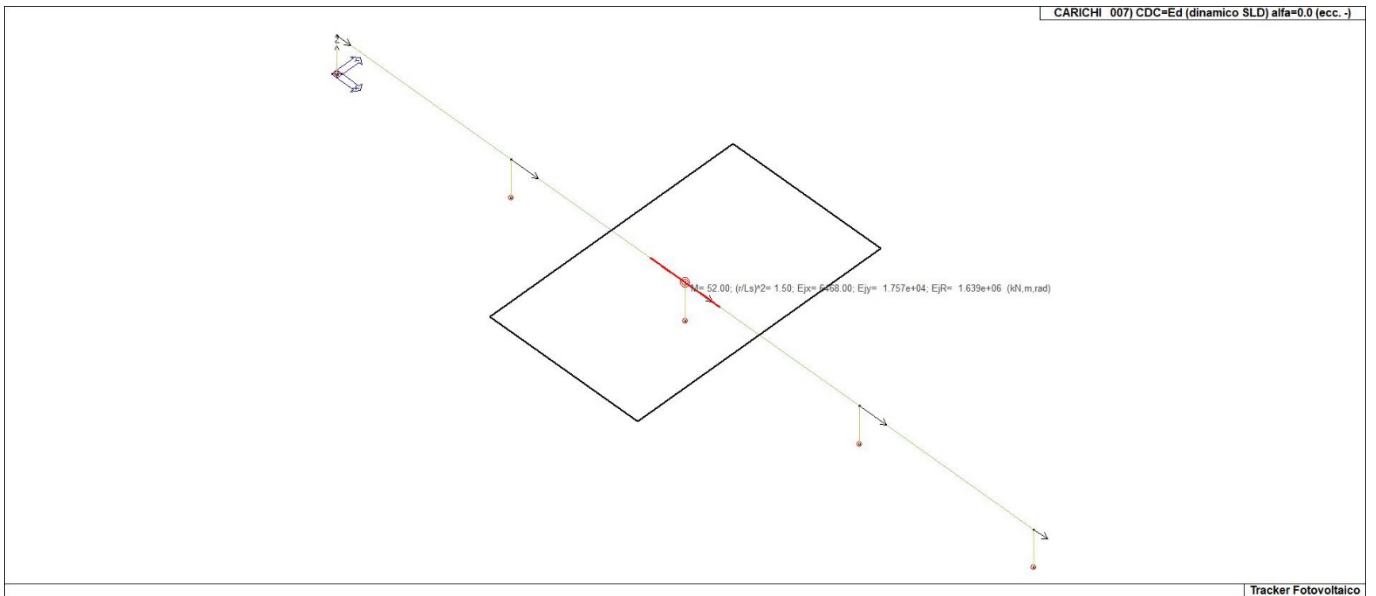 CARICHI 007) CDC=Ed (dinamico SLD) alfa=0.0 (ecc. -)
Z
M= 52.00; (r/Ls)^2= 1.50; Ejx= 6468.00; Ejy= 1.757e+04; EjR= 1.639e+06 (kN,m,rad)
Tracker Fotovoltaico